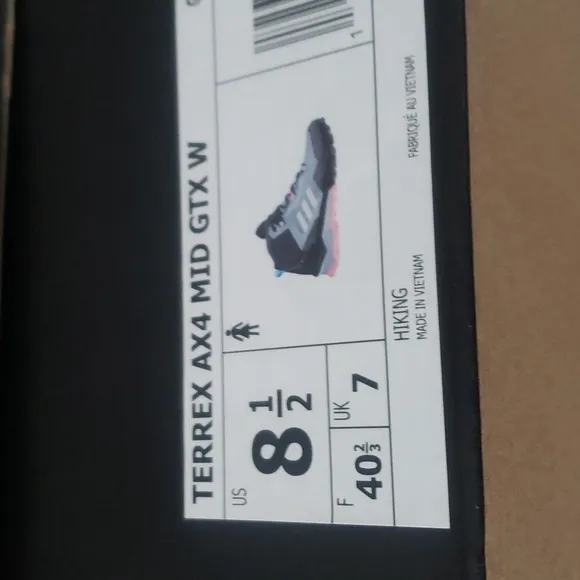 TERREX AX4 MID GTX W
1
US
8 1/2
F
40 2/3
UK
7
HIKING
MADE IN VIETNAM
FABRIQUÉ AU VIETNAM